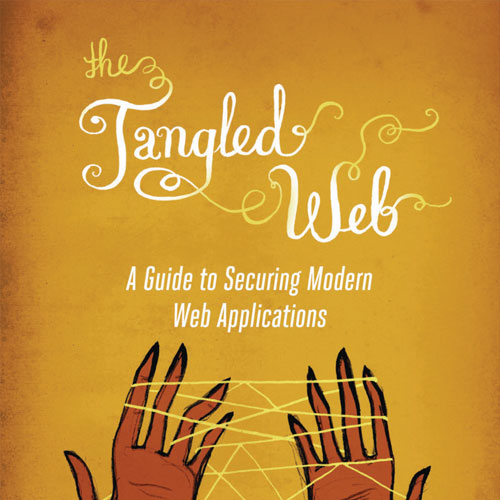 the
Tangled
Web
A Guide to Securing Modern
Web Applications